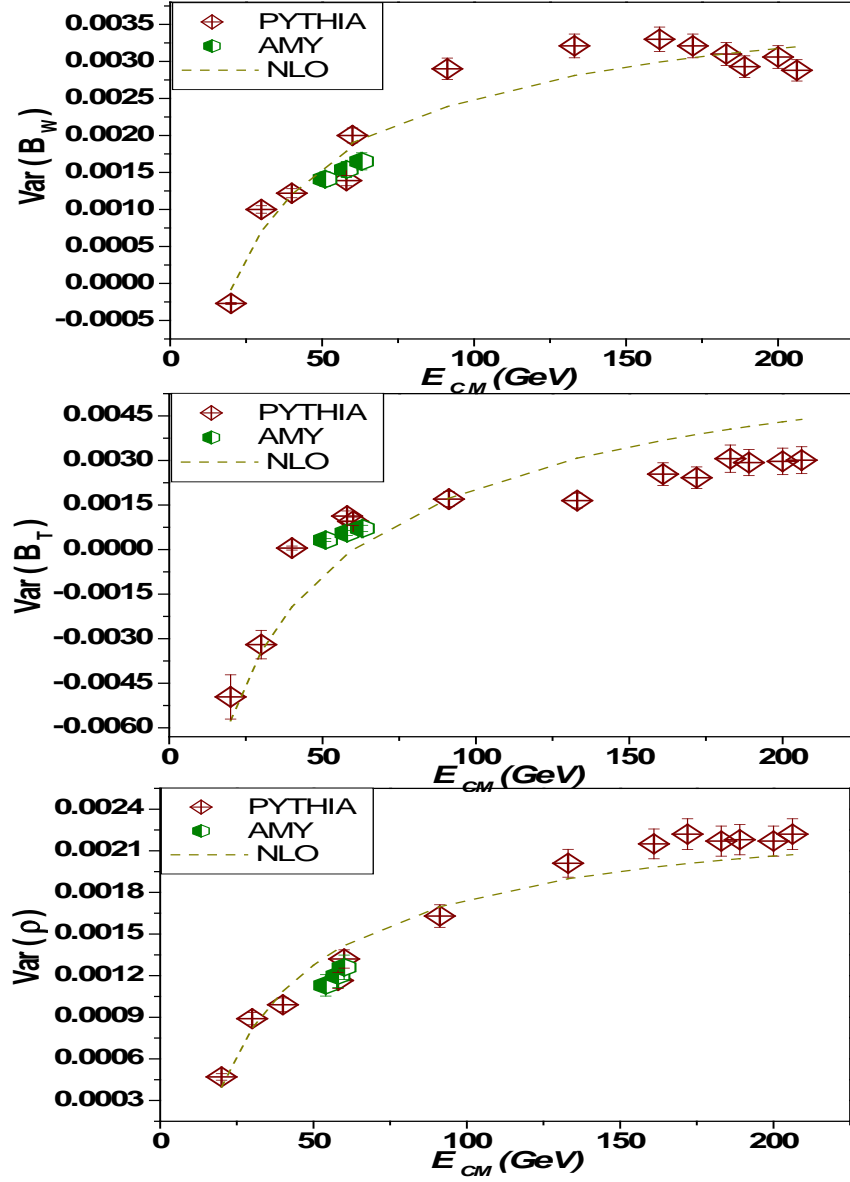 PYTHIA
AMY
NLO
0.0035
0.0030
0.0025
0.0020
0.0015
0.0010
0.0005
0.0000
-0.0005
Var (B_W)
0 50 100 150 200
E_CM (GeV)
PYTHIA
AMY
NLO
0.0045
0.0030
0.0015
0.0000
-0.0015
-0.0030
-0.0045
-0.0060
Var (B_T)
0 50 100 150 200
E_CM (GeV)
PYTHIA
AMY
NLO
0.0024
0.0021
0.0018
0.0015
0.0012
0.0009
0.0006
0.0003
Var (ρ)
0 50 100 150 200
E_CM (GeV)